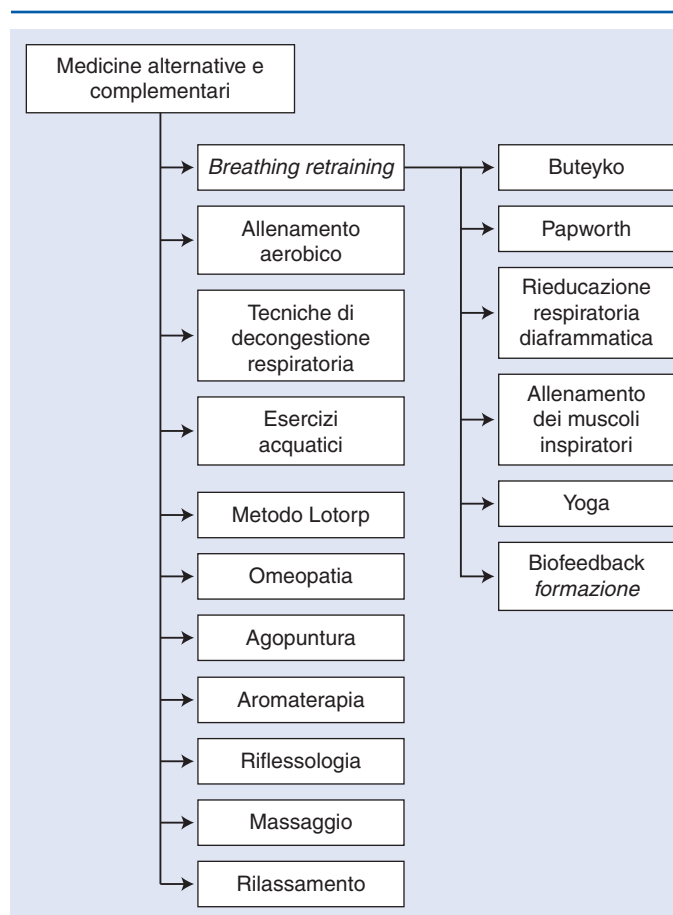 Medicine alternative e
complementari
Breathing retraining
Allenamento
aerobico
Tecniche di
decongestione
respiratoria
Esercizi
acquatici
Metodo Lotorp
Omeopatia
Agopuntura
Aromaterapia
Riflessologia
Massaggio
Rilassamento
Buteyko
Papworth
Rieducazione
respiratoria
diaframmatica
Allenamento
dei muscoli
inspiratori
Yoga
Biofeedback
formazione